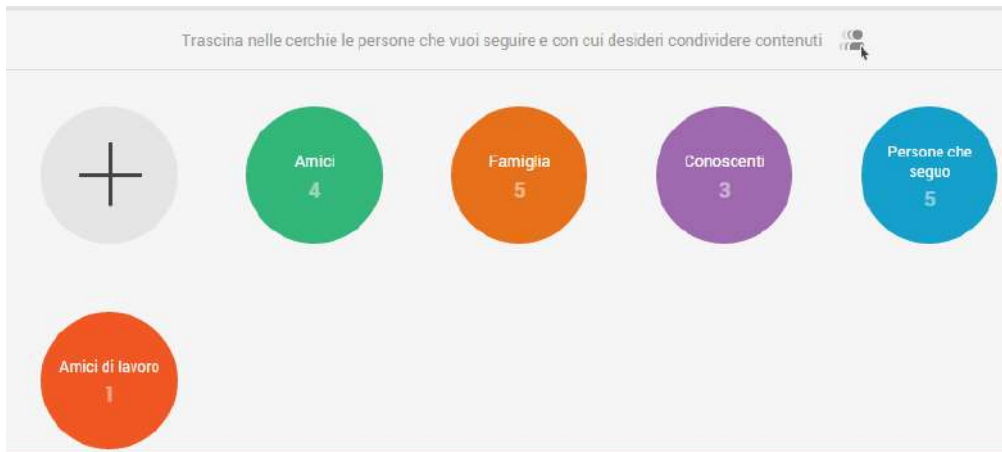 Trascina nelle cerchie le persone che vuoi seguire e con cui desideri condividere contenuti
Amici
4
Famiglia
5
Conoscenti
3
Persone che
seguo
5
Amici di lavoro
1